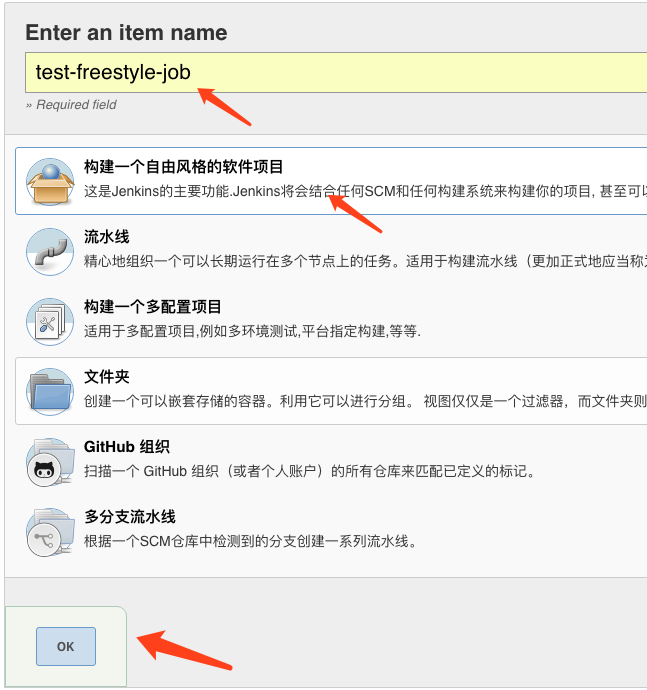 Enter an item name
test-freestyle-job
» Required field
构建一个自由风格的软件项目
这是Jenkins的主要功能.Jenkins将会结合任何SCM和任何构建系统来构建你的项目, 甚至可以
流水线
精心地组织一个可以长期运行在多个节点上的任务。适用于构建流水线（更加正式地应当称为
构建一个多配置项目
适用于多配置项目,例如多环境测试,平台指定构建,等等.
文件夹
创建一个可以嵌套存储的容器。利用它可以进行分组。 视图仅仅是一个过滤器，而文件夹则
GitHub 组织
扫描一个 GitHub 组织（或者个人账户）的所有仓库来匹配已定义的标记。
多分支流水线
根据一个SCM仓库中检测到的分支创建一系列流水线。
OK